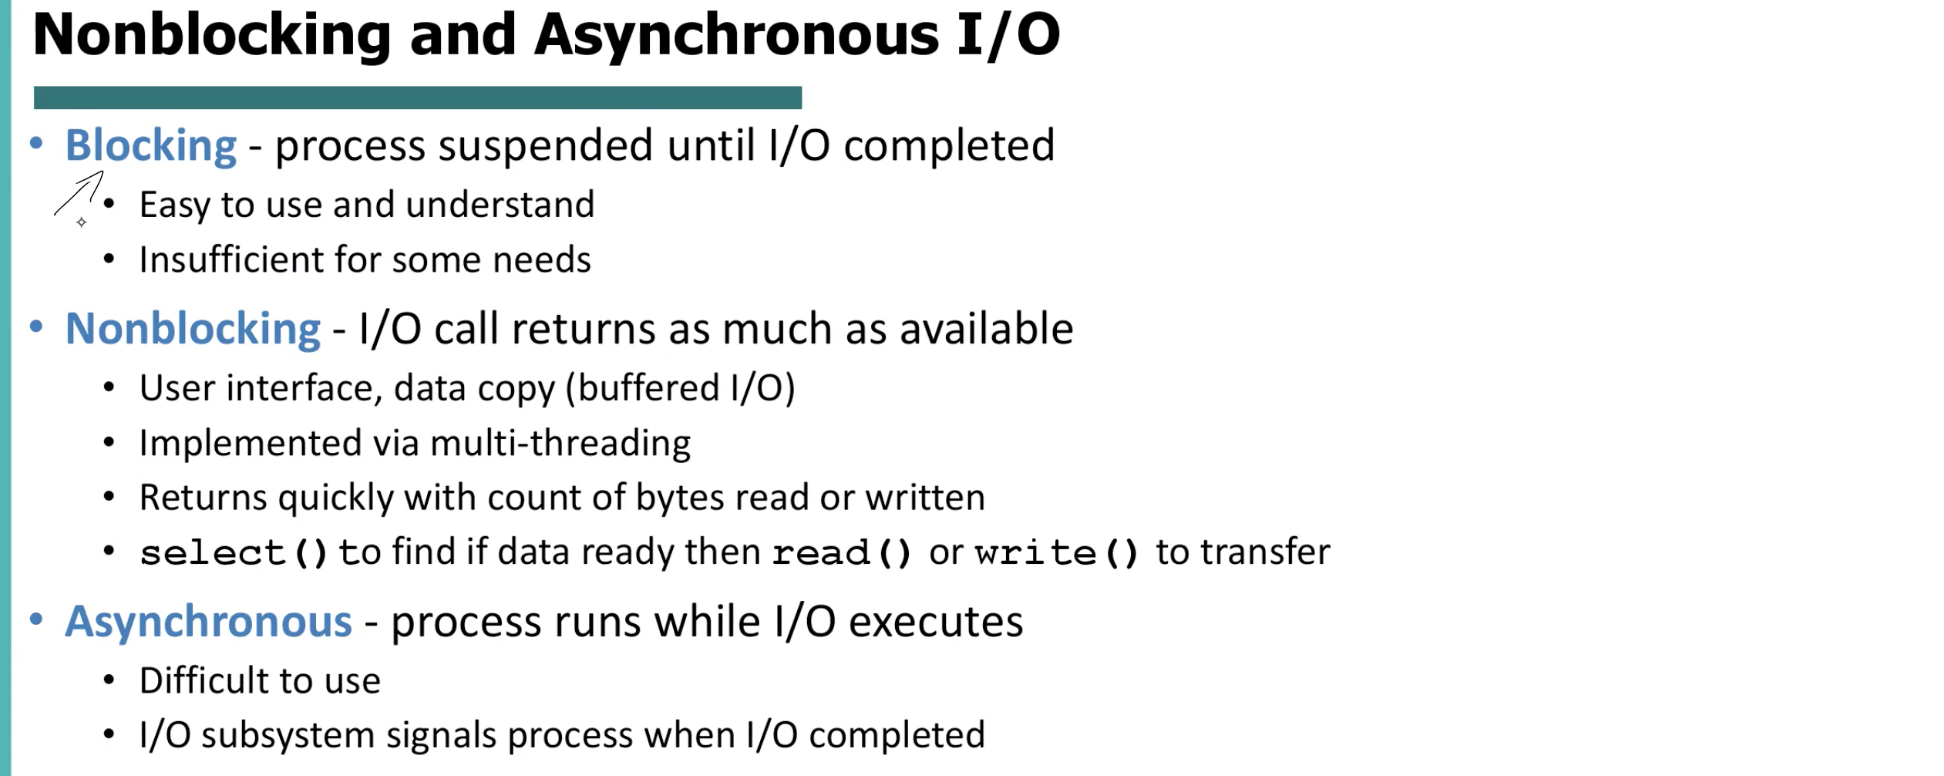 Nonblocking and Asynchronous I/O
• Blocking - process suspended until I/O completed
• Easy to use and understand
• Insufficient for some needs
• Nonblocking - I/O call returns as much as available
• User interface, data copy (buffered I/O)
• Implemented via multi-threading
• Returns quickly with count of bytes read or written
• select() to find if data ready then read() or write() to transfer
• Asynchronous - process runs while I/O executes
• Difficult to use
• I/O subsystem signals process when I/O completed